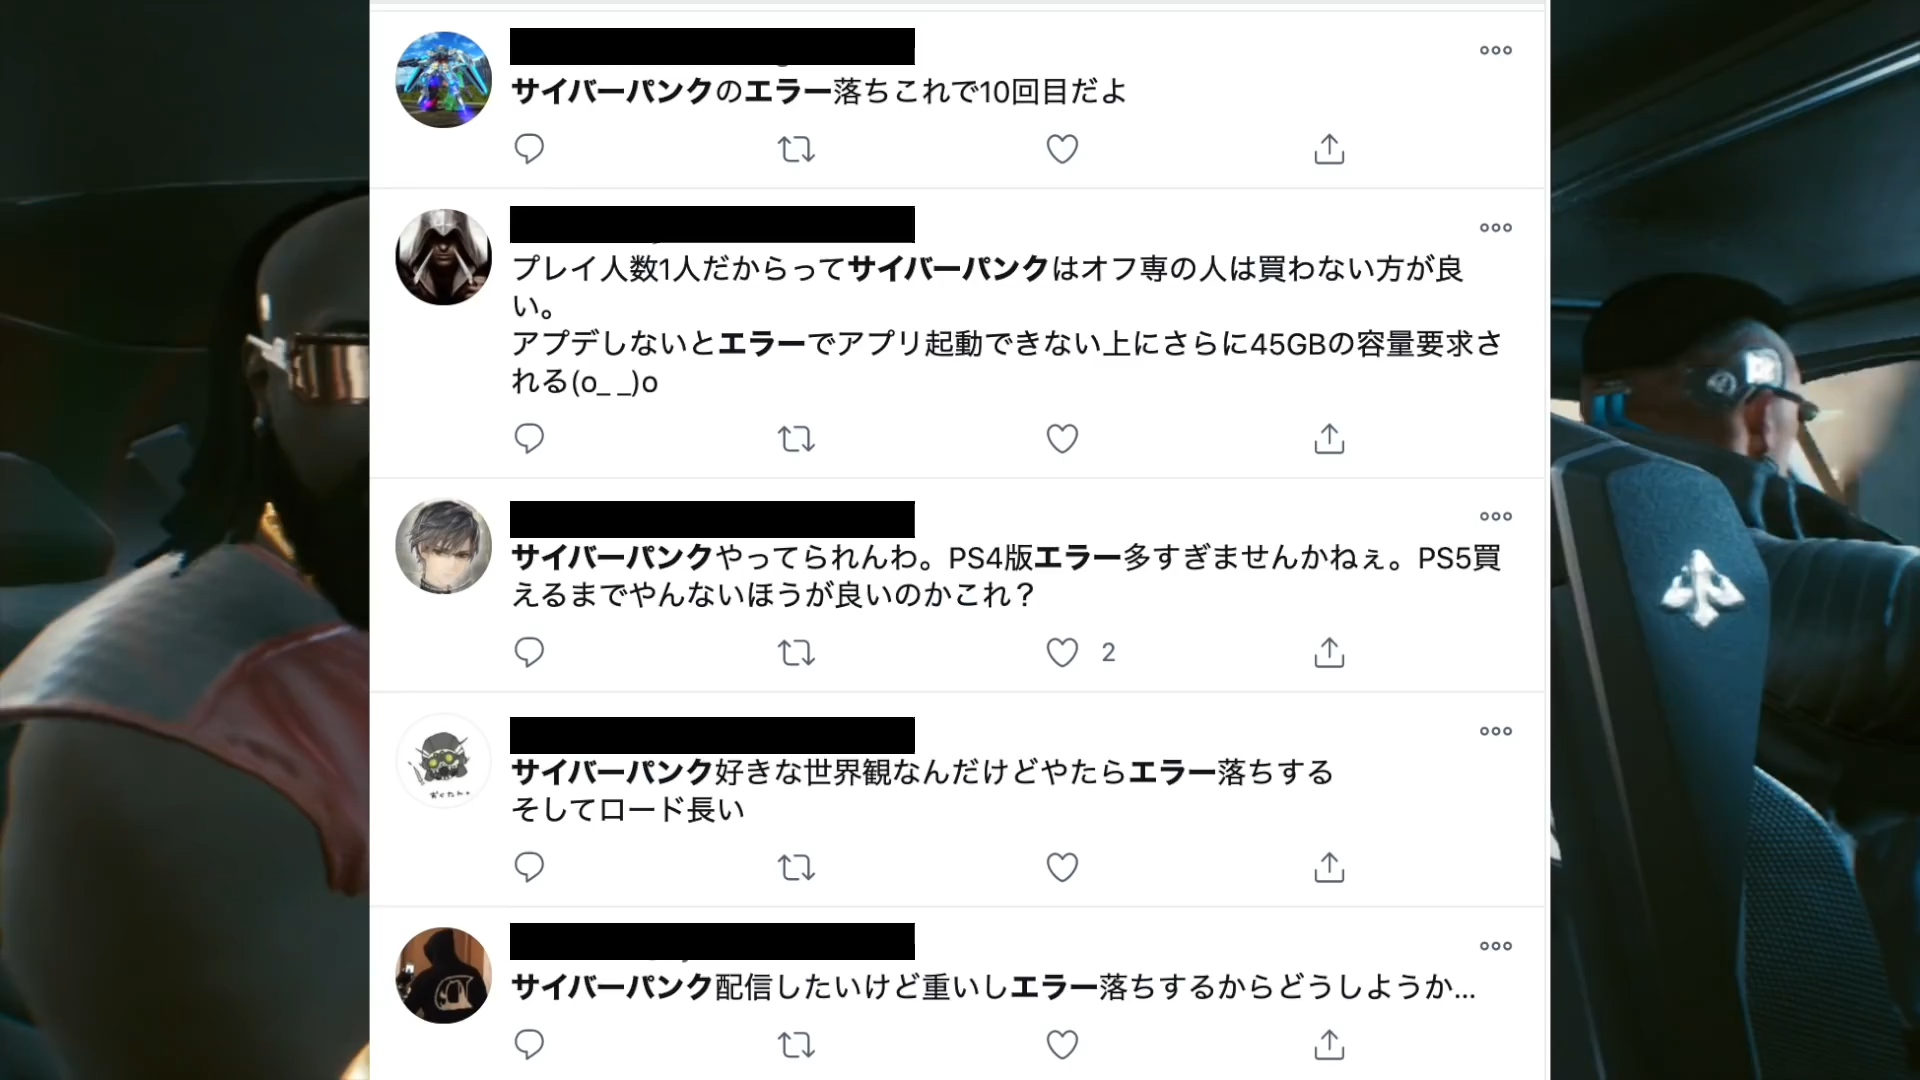 サイバーパンクのエラー落ちこれで10回目だよ
プレイ人数1人だからってサイバーパンクはオフ専の人は買わない方が良
い。
アプデしないとエラーでアプリ起動できない上にさらに45GBの容量要求さ
れる(o_ _)o
サイバーパンクやってられんわ。PS4版エラー多すぎませんかねぇ。PS5買
えるまでやんないほうが良いのかこれ？
2
サイバーパンク好きな世界観なんだけどやたらエラー落ちする
そしてロード長い
サイバーパンク配信したいけど重いしエラー落ちするからどうしようか...